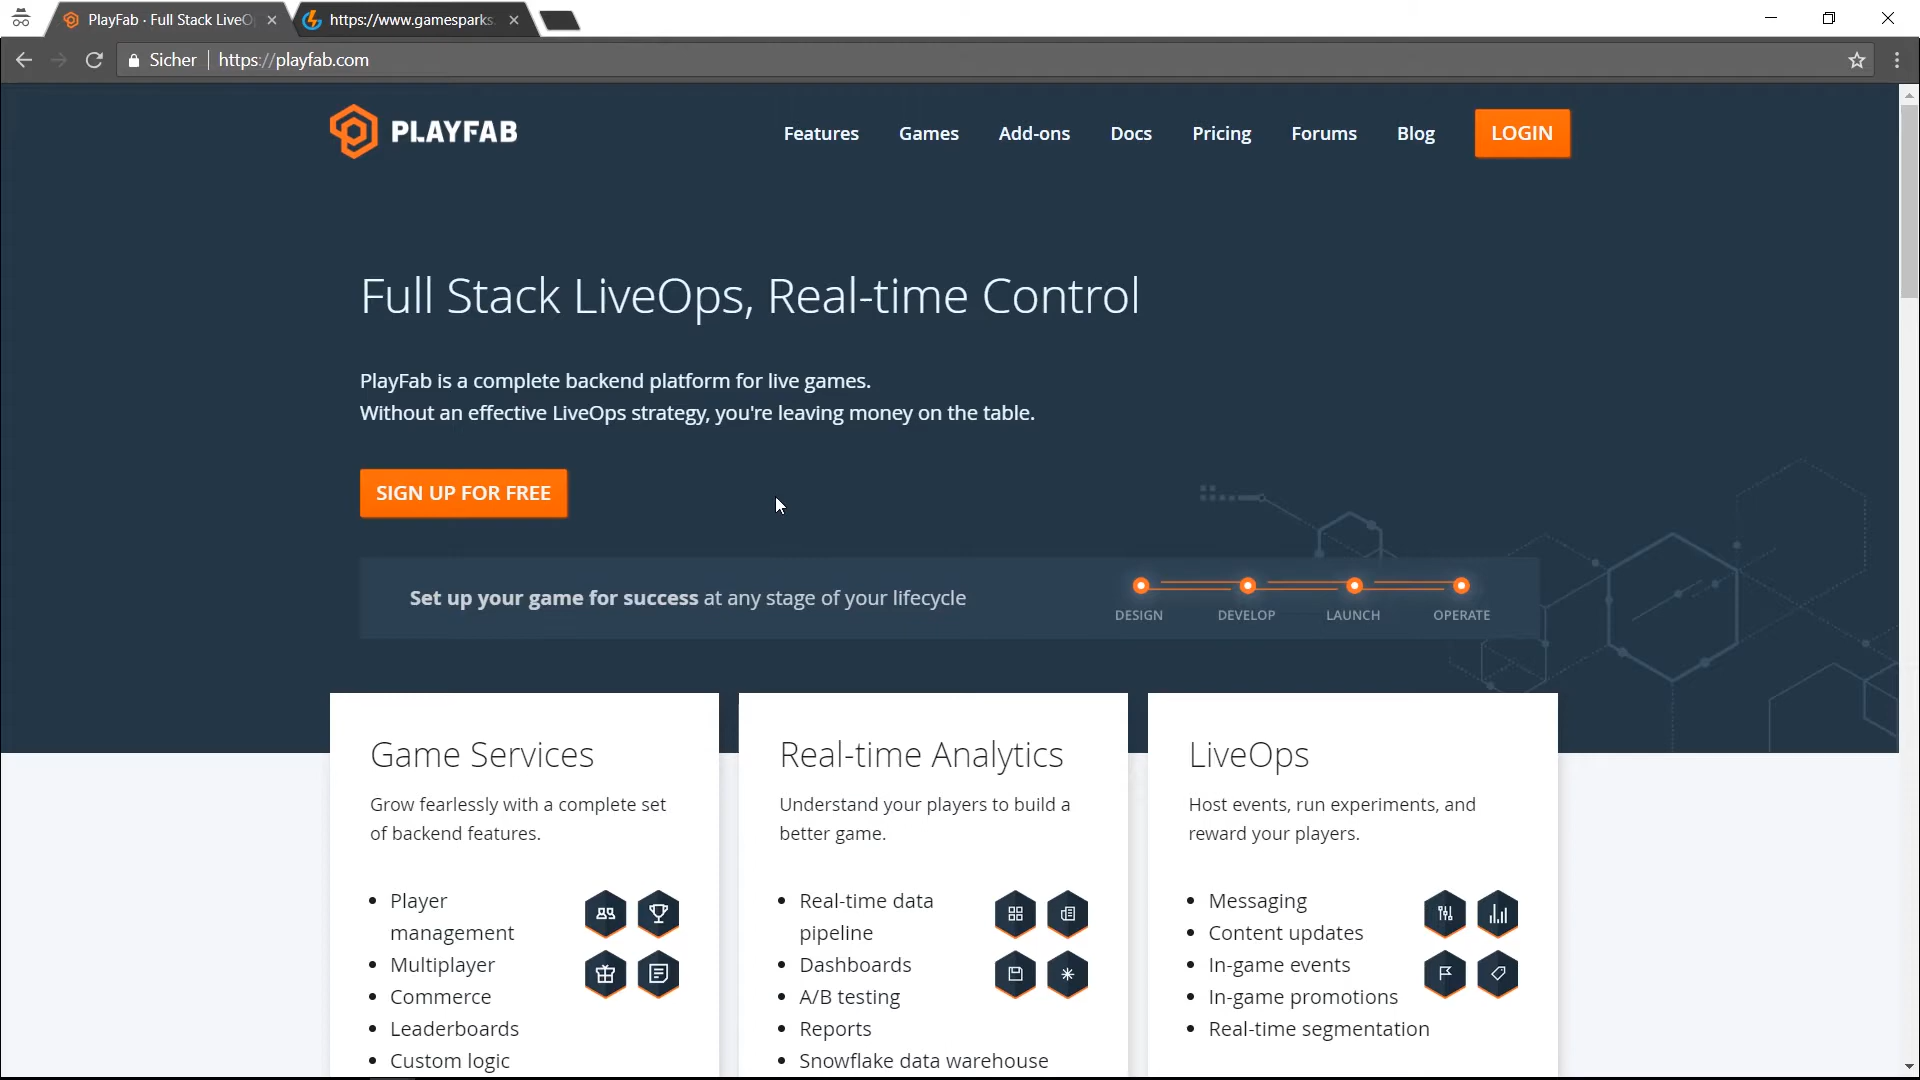 PlayFab · Full Stack LiveO
https://www.gamesparks.
Sicher
https://playfab.com
PLAYFAB
Features
Games
Add-ons
Docs
Pricing
Forums
Blog
LOGIN
Full Stack LiveOps, Real-time Control
PlayFab is a complete backend platform for live games.
Without an effective LiveOps strategy, you're leaving money on the table.
SIGN UP FOR FREE
Set up your game for success at any stage of your lifecycle
DESIGN
DEVELOP
LAUNCH
OPERATE
Game Services
Grow fearlessly with a complete set
of backend features.
Player
management
Multiplayer
Commerce
Leaderboards
Custom logic
Real-time Analytics
Understand your players to build a
better game.
Real-time data
pipeline
Dashboards
A/B testing
Reports
Snowflake data warehouse
LiveOps
Host events, run experiments, and
reward your players.
Messaging
Content updates
In-game events
In-game promotions
Real-time segmentation